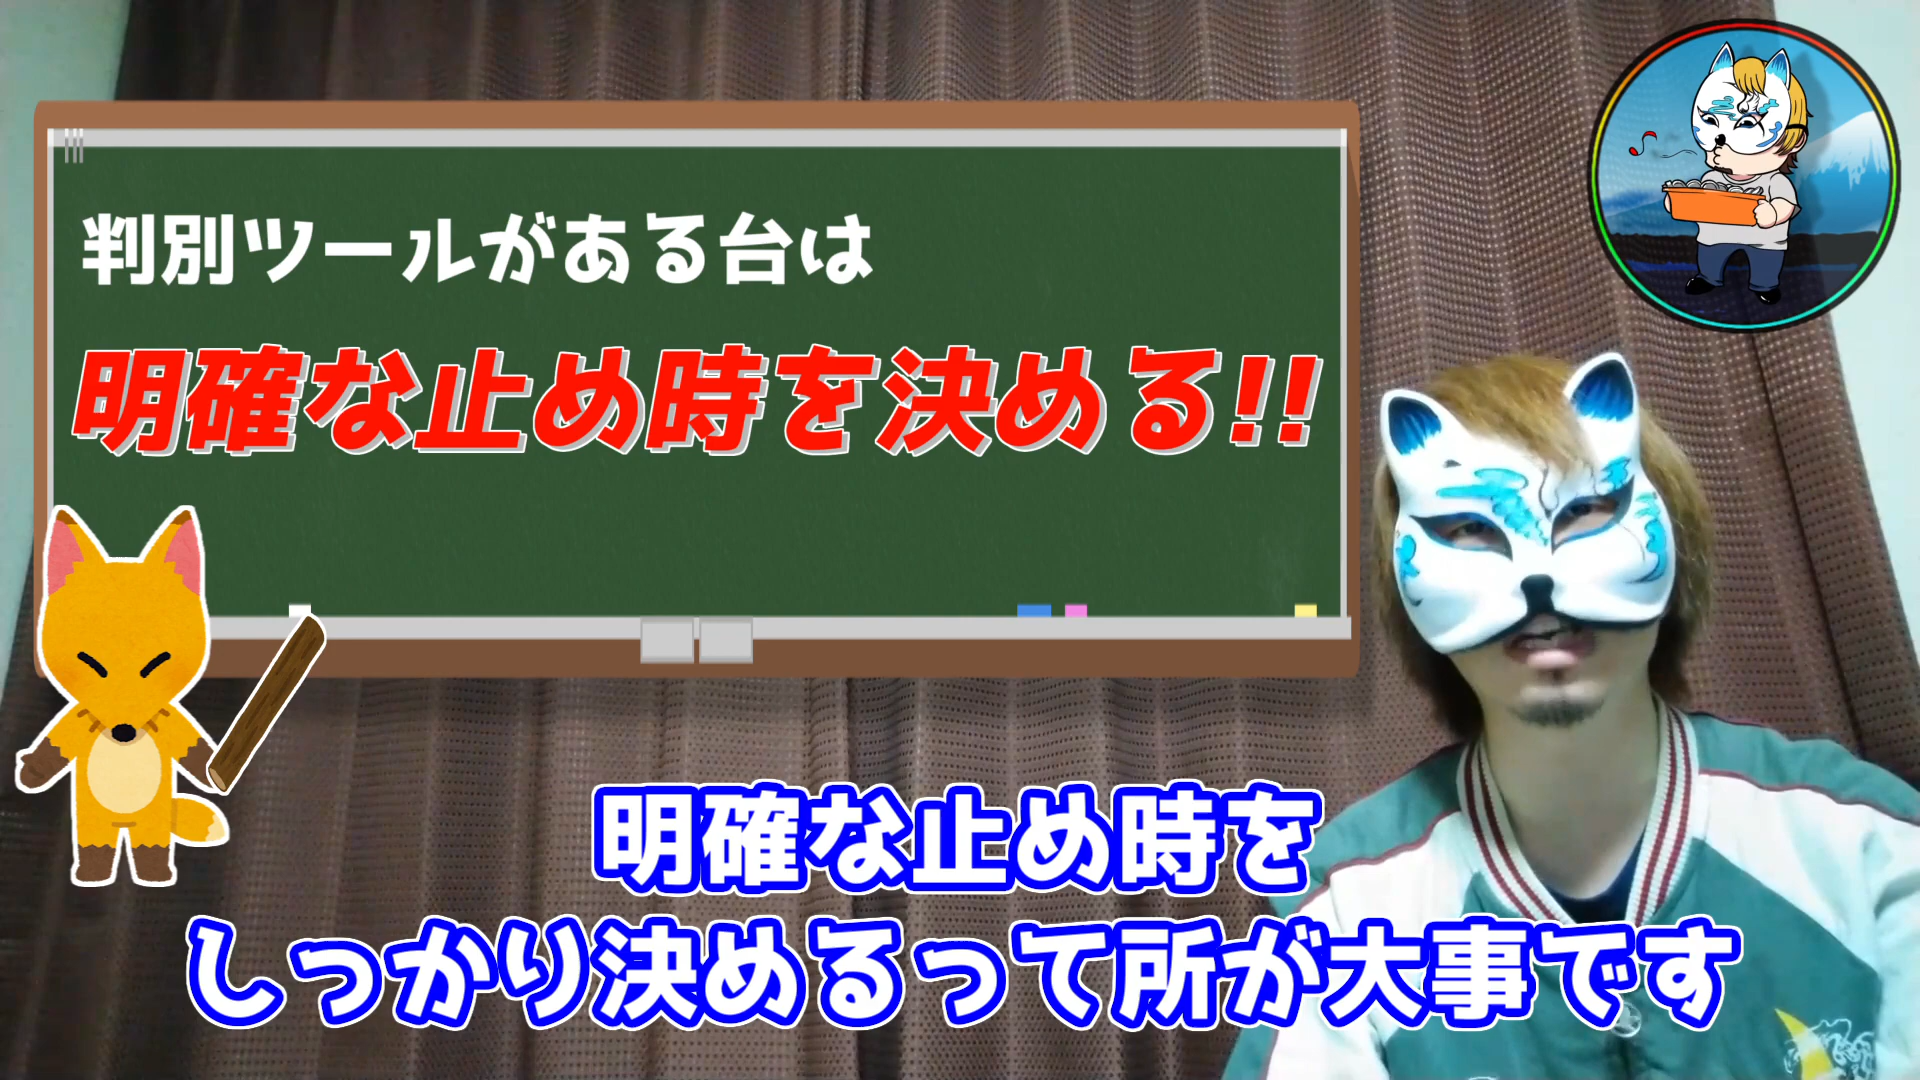 判別ツールがある台は
明確な止め時を決める!!
明確な止め時を
しっかり決めるって所が大事です